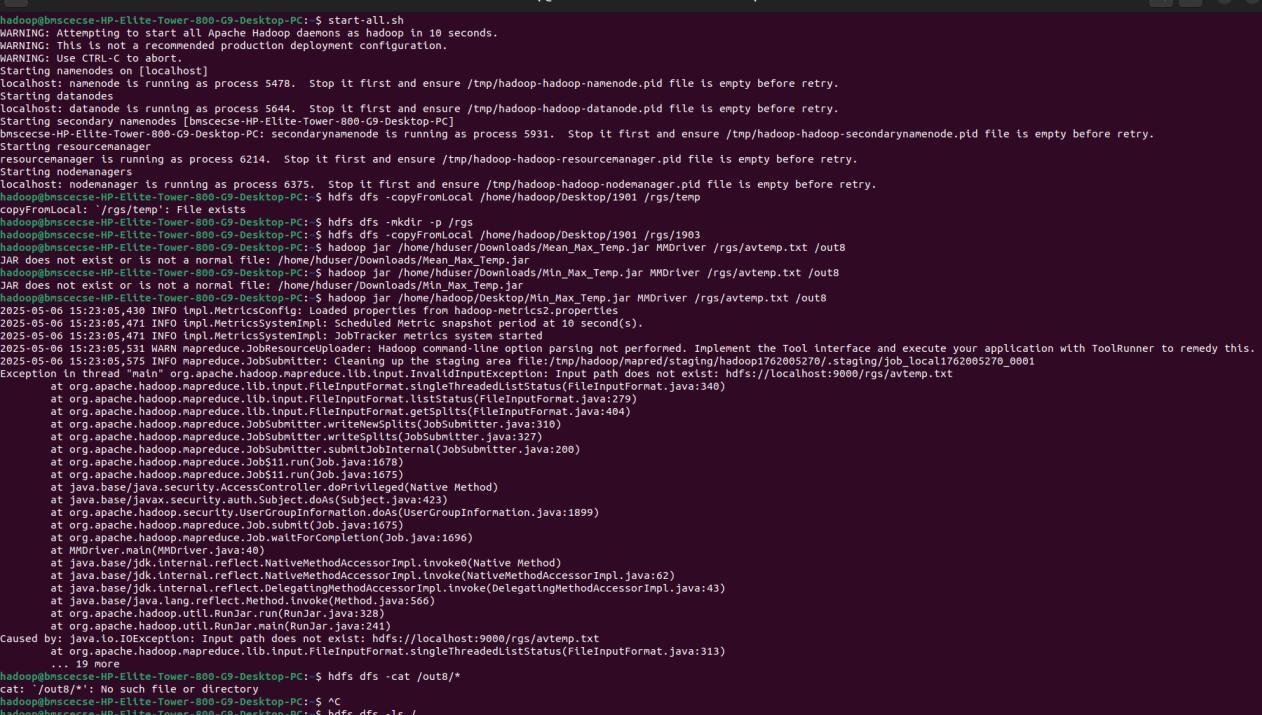 hadoop@bmscecse-HP-Elite-Tower-800-G9-Desktop-PC:~$ start-all.sh
WARNING: Attempting to start all Apache Hadoop daemons as hadoop in 10 seconds.
WARNING: This is not a recommended production deployment configuration.
WARNING: Use CTRL-C to abort.
Starting namenodes on [localhost]
localhost: namenode is running as process 5478.  Stop it first and ensure /tmp/hadoop-hadoop-namenode.pid file is empty before retry.
Starting datanodes
localhost: datanode is running as process 5644.  Stop it first and ensure /tmp/hadoop-hadoop-datanode.pid file is empty before retry.
Starting secondary namenodes [bmscecse-HP-Elite-Tower-800-G9-Desktop-PC]
bmscecse-HP-Elite-Tower-800-G9-Desktop-PC: secondarynamenode is running as process 5931.  Stop it first and ensure /tmp/hadoop-hadoop-secondarynamenode.pid file is empty before retry.
Starting resourcemanager
resourcemanager is running as process 6214.  Stop it first and ensure /tmp/hadoop-hadoop-resourcemanager.pid file is empty before retry.
Starting nodemanagers
localhost: nodemanager is running as process 6375.  Stop it first and ensure /tmp/hadoop-hadoop-nodemanager.pid file is empty before retry.
hadoop@bmscecse-HP-Elite-Tower-800-G9-Desktop-PC:~$ hdfs dfs -copyFromLocal /home/hadoop/Desktop/1901 /rgs/temp
copyFromLocal: `/rgs/temp': File exists
hadoop@bmscecse-HP-Elite-Tower-800-G9-Desktop-PC:~$ hdfs dfs -mkdir -p /rgs
hadoop@bmscecse-HP-Elite-Tower-800-G9-Desktop-PC:~$ hdfs dfs -copyFromLocal /home/hadoop/Desktop/1901 /rgs/1903
hadoop@bmscecse-HP-Elite-Tower-800-G9-Desktop-PC:~$ hadoop jar /home/hduser/Downloads/Mean_Max_Temp.jar MMDriver /rgs/avtemp.txt /out8
JAR does not exist or is not a normal file: /home/hduser/Downloads/Mean_Max_Temp.jar
hadoop@bmscecse-HP-Elite-Tower-800-G9-Desktop-PC:~$ hadoop jar /home/hduser/Downloads/Min_Max_Temp.jar MMDriver /rgs/avtemp.txt /out8
JAR does not exist or is not a normal file: /home/hduser/Downloads/Min_Max_Temp.jar
hadoop@bmscecse-HP-Elite-Tower-800-G9-Desktop-PC:~$ hadoop jar /home/hadoop/Desktop/Min_Max_Temp.jar MMDriver /rgs/avtemp.txt /out8
2025-05-06 15:23:05,430 INFO impl.MetricsConfig: Loaded properties from hadoop-metrics2.properties
2025-05-06 15:23:05,471 INFO impl.MetricsSystemImpl: Scheduled Metric snapshot period at 10 second(s).
2025-05-06 15:23:05,471 INFO impl.MetricsSystemImpl: JobTracker metrics system started
2025-05-06 15:23:05,531 WARN mapreduce.JobResourceUploader: Hadoop command-line option parsing not performed. Implement the Tool interface and execute your application with ToolRunner to remedy this.
2025-05-06 15:23:05,575 INFO mapreduce.JobSubmitter: Cleaning up the staging area file:/tmp/hadoop/mapred/staging/hadoop1762005270/.staging/job_local1762005270_0001
Exception in thread "main" org.apache.hadoop.mapreduce.lib.input.InvalidInputException: Input path does not exist: hdfs://localhost:9000/rgs/avtemp.txt
at org.apache.hadoop.mapreduce.lib.input.FileInputFormat.singleThreadedListStatus(FileInputFormat.java:340)
at org.apache.hadoop.mapreduce.lib.input.FileInputFormat.listStatus(FileInputFormat.java:279)
at org.apache.hadoop.mapreduce.lib.input.FileInputFormat.getSplits(FileInputFormat.java:404)
at org.apache.hadoop.mapreduce.JobSubmitter.writeNewSplits(JobSubmitter.java:310)
at org.apache.hadoop.mapreduce.JobSubmitter.writeSplits(JobSubmitter.java:327)
at org.apache.hadoop.mapreduce.JobSubmitter.submitJobInternal(JobSubmitter.java:200)
at org.apache.hadoop.mapreduce.Job$11.run(Job.java:1678)
at org.apache.hadoop.mapreduce.Job$11.run(Job.java:1675)
at java.base/java.security.AccessController.doPrivileged(Native Method)
at java.base/javax.security.auth.Subject.doAs(Subject.java:423)
at org.apache.hadoop.security.UserGroupInformation.doAs(UserGroupInformation.java:1899)
at org.apache.hadoop.mapreduce.Job.submit(Job.java:1675)
at org.apache.hadoop.mapreduce.Job.waitForCompletion(Job.java:1696)
at MMDriver.main(MMDriver.java:40)
at java.base/jdk.internal.reflect.NativeMethodAccessorImpl.invoke0(Native Method)
at java.base/jdk.internal.reflect.NativeMethodAccessorImpl.invoke(NativeMethodAccessorImpl.java:62)
at java.base/jdk.internal.reflect.DelegatingMethodAccessorImpl.invoke(DelegatingMethodAccessorImpl.java:43)
at java.base/java.lang.reflect.Method.invoke(Method.java:566)
at org.apache.hadoop.util.RunJar.run(RunJar.java:328)
at org.apache.hadoop.util.RunJar.main(RunJar.java:241)
Caused by: java.io.IOException: Input path does not exist: hdfs://localhost:9000/rgs/avtemp.txt
at org.apache.hadoop.mapreduce.lib.input.FileInputFormat.singleThreadedListStatus(FileInputFormat.java:313)
... 19 more
hadoop@bmscecse-HP-Elite-Tower-800-G9-Desktop-PC:~$ hdfs dfs -cat /out8/*
cat: `/out8/*': No such file or directory
hadoop@bmscecse-HP-Elite-Tower-800-G9-Desktop-PC:~$ ^C
hadoop@bmscecse-HP-Elite-Tower-800-G9-Desktop-PC:~$ hdfs dfs -ls /